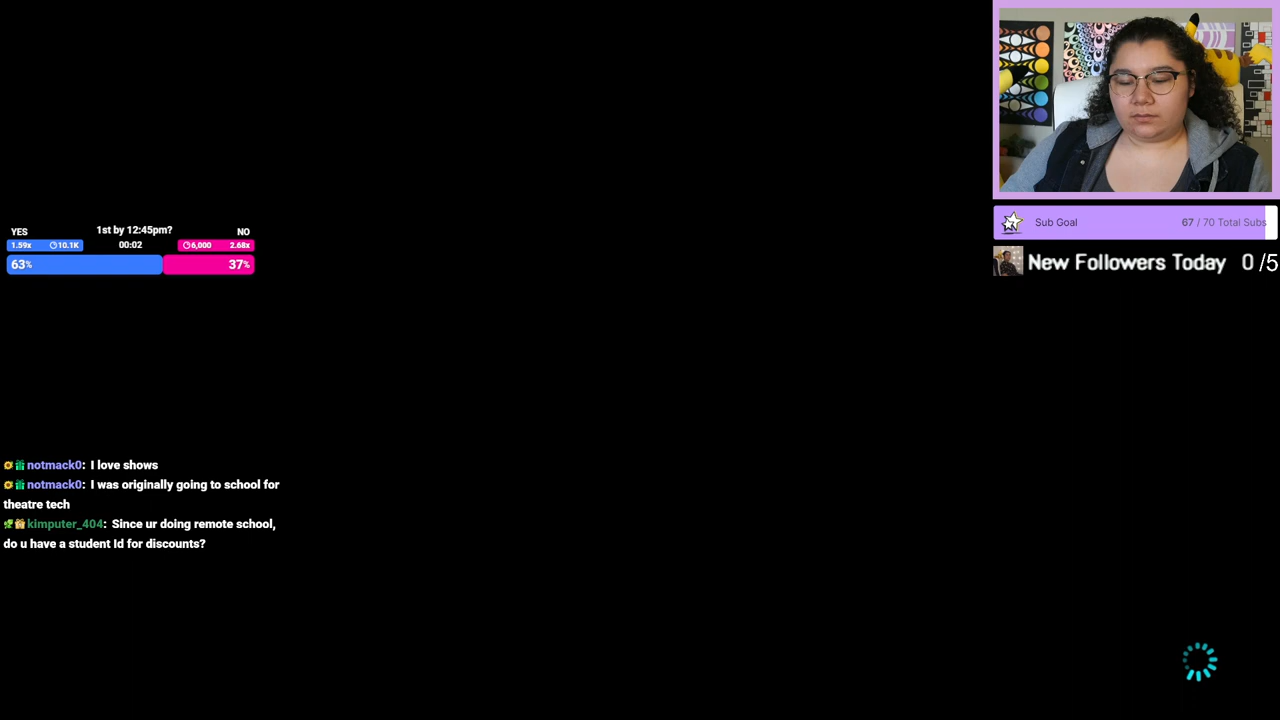 YES 1st by 12:45pm? NO
1.59x 10.1K 00:02 6,000 2.68x
63% 37%
Sub Goal 67 / 70 Total Subs
New Followers Today 0 /5
notmack0: I love shows
notmack0: I was originally going to school for
theatre tech
kimputer_404: Since ur doing remote school,
do u have a student Id for discounts?